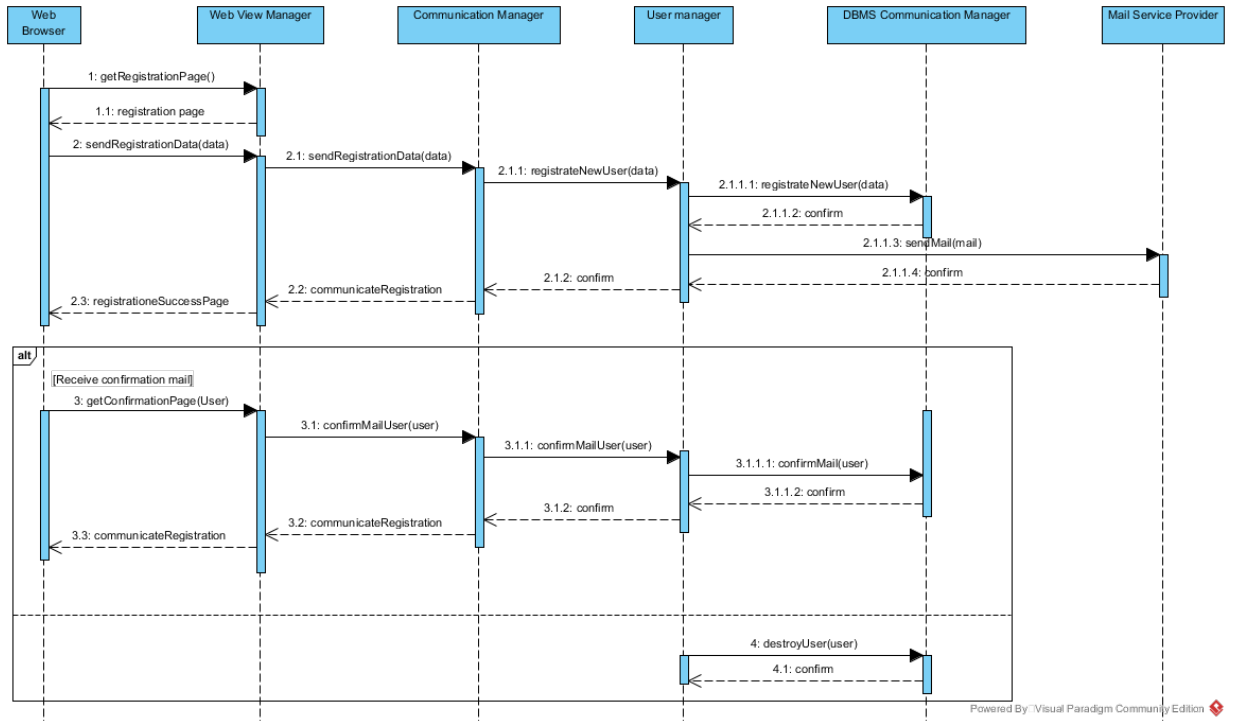 Web
Browser
Web View Manager
Communication Manager
User manager
DBMS Communication Manager
Mail Service Provider
1: getRegistrationPage()
1.1: registration page
2: sendRegistrationData(data)
2.1: sendRegistrationData(data)
2.1.1: registrateNewUser(data)
2.1.1.1: registrateNewUser(data)
2.1.1.2: confirm
2.1.1.3: sendMail(mail)
2.1.1.4: confirm
2.1.2: confirm
2.2: communicateRegistration
2.3: registrationeSuccessPage
alt
[Receive confirmation mail]
3: getConfirmationPage(User)
3.1: confirmMailUser(user)
3.1.1: confirmMailUser(user)
3.1.1.1: confirmMail(user)
3.1.1.2: confirm
3.1.2: confirm
3.2: communicateRegistration
3.3: communicateRegistration
4: destroyUser(user)
4.1: confirm
Powered By Visual Paradigm Community Edition